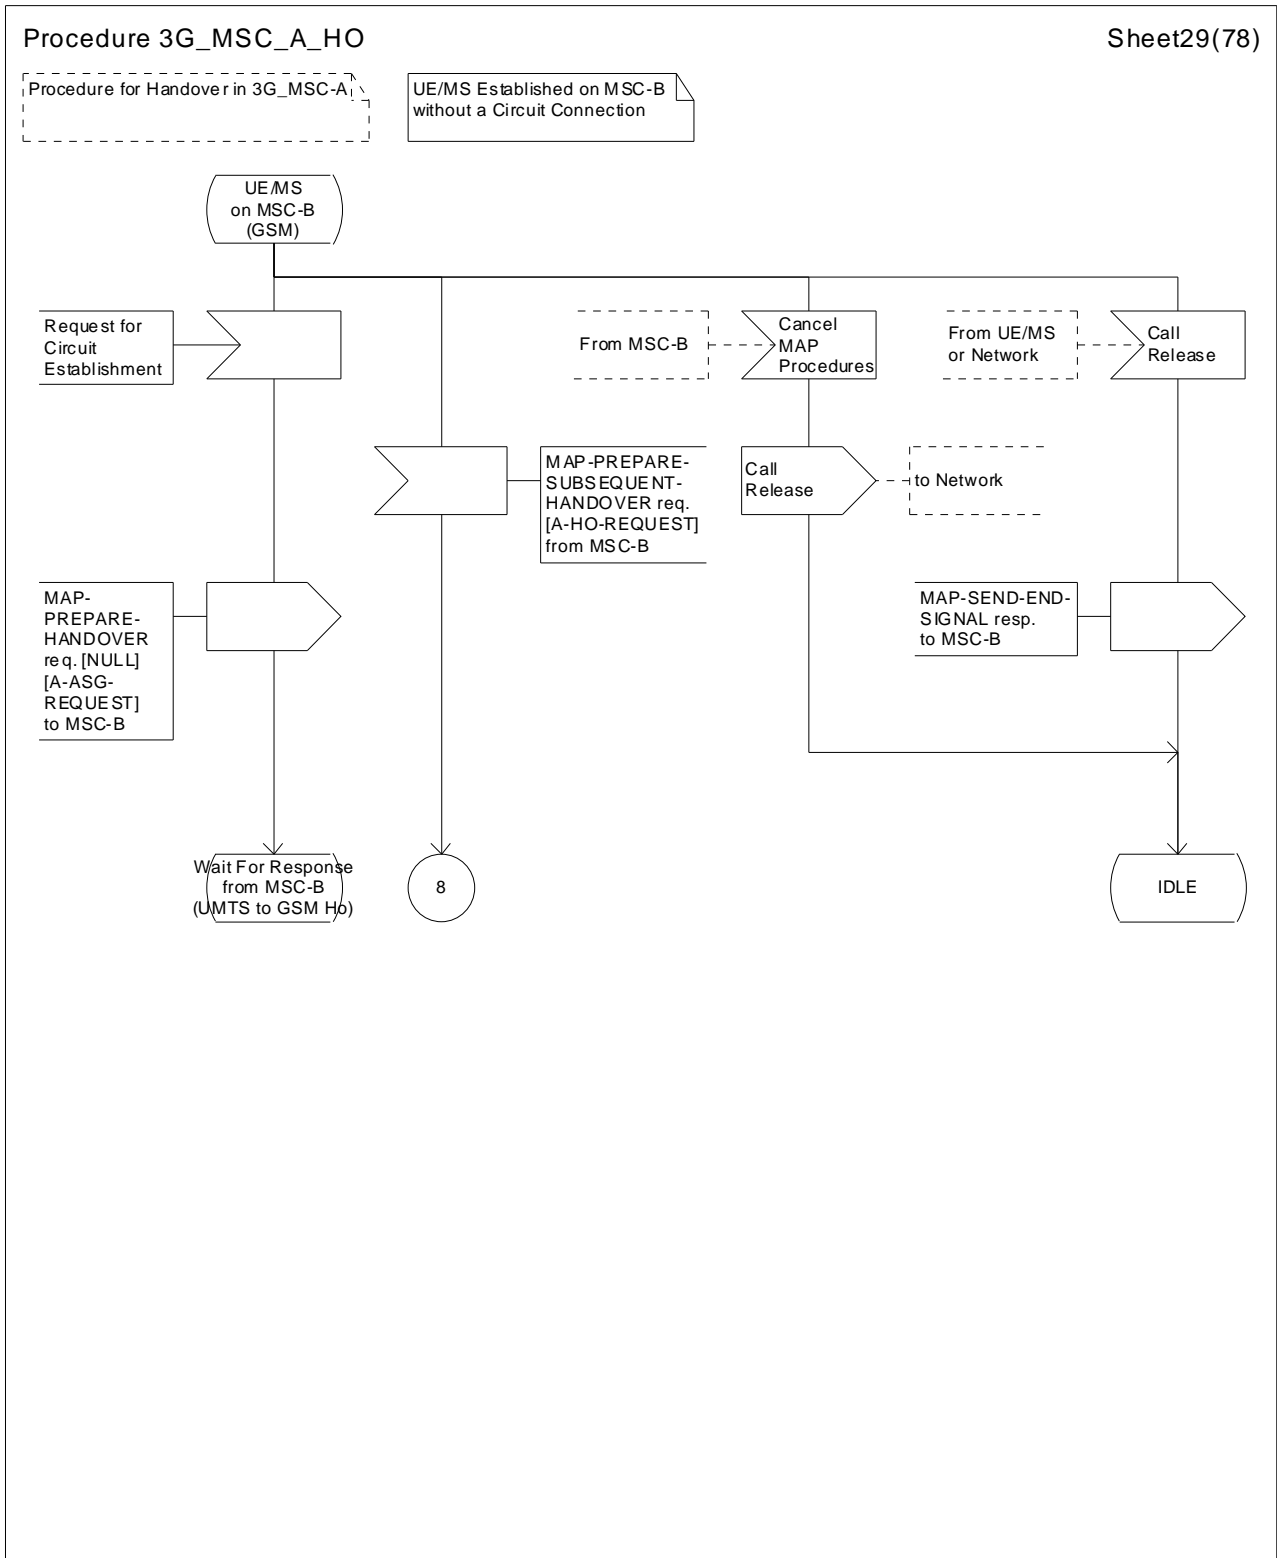 Procedure 3G_MSC_A_HO
Sheet29(78)
Procedure for Handover in 3G_MSC-A
UE/MS Established on MSC-B
without a Circuit Connection
UE/MS
on MSC-B
(GSM)
Request for
Circuit
Establishment
From MSC-B
Cancel
MAP
Procedures
From UE/MS
or Network
Call
Release
MAP-PREPARE-
SUBSEQUENT-
HANDOVER req.
[A-HO-REQUEST]
from MSC-B
Call
Release
to Network
MAP-
PREPARE-
HANDOVER
req. [NULL]
[A-ASG-
REQUEST]
to MSC-B
MAP-SEND-END-
SIGNAL resp.
to MSC-B
Wait For Response
from MSC-B
(UMTS to GSM Ho)
8
IDLE